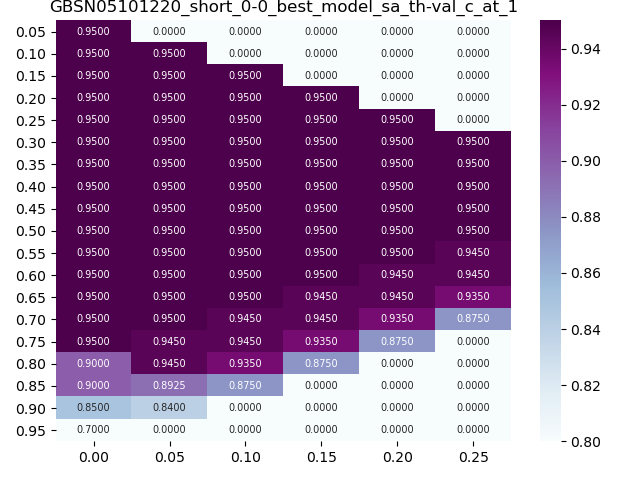 GBSN05101220_short_0-0_best_model_sa_th-val_c_at_1
0.05 0.9500 0.0000 0.0000 0.0000 0.0000 0.0000
0.10 0.9500 0.9500 0.0000 0.0000 0.0000 0.0000
0.15 0.9500 0.9500 0.9500 0.0000 0.0000 0.0000
0.20 0.9500 0.9500 0.9500 0.9500 0.0000 0.0000
0.25 0.9500 0.9500 0.9500 0.9500 0.9500 0.0000
0.30 0.9500 0.9500 0.9500 0.9500 0.9500 0.9500
0.35 0.9500 0.9500 0.9500 0.9500 0.9500 0.9500
0.40 0.9500 0.9500 0.9500 0.9500 0.9500 0.9500
0.45 0.9500 0.9500 0.9500 0.9500 0.9500 0.9500
0.50 0.9500 0.9500 0.9500 0.9500 0.9500 0.9500
0.55 0.9500 0.9500 0.9500 0.9500 0.9500 0.9450
0.60 0.9500 0.9500 0.9500 0.9500 0.9450 0.9450
0.65 0.9500 0.9500 0.9500 0.9450 0.9450 0.9350
0.70 0.9500 0.9500 0.9450 0.9450 0.9350 0.8750
0.75 0.9500 0.9450 0.9450 0.9350 0.8750 0.0000
0.80 0.9000 0.9450 0.9350 0.8750 0.0000 0.0000
0.85 0.9000 0.8925 0.8750 0.0000 0.0000 0.0000
0.90 0.8500 0.8400 0.0000 0.0000 0.0000 0.0000
0.95 0.7000 0.0000 0.0000 0.0000 0.0000 0.0000
0.00 0.05 0.10 0.15 0.20 0.25
0.94
0.92
0.90
0.88
0.86
0.84
0.82
0.80